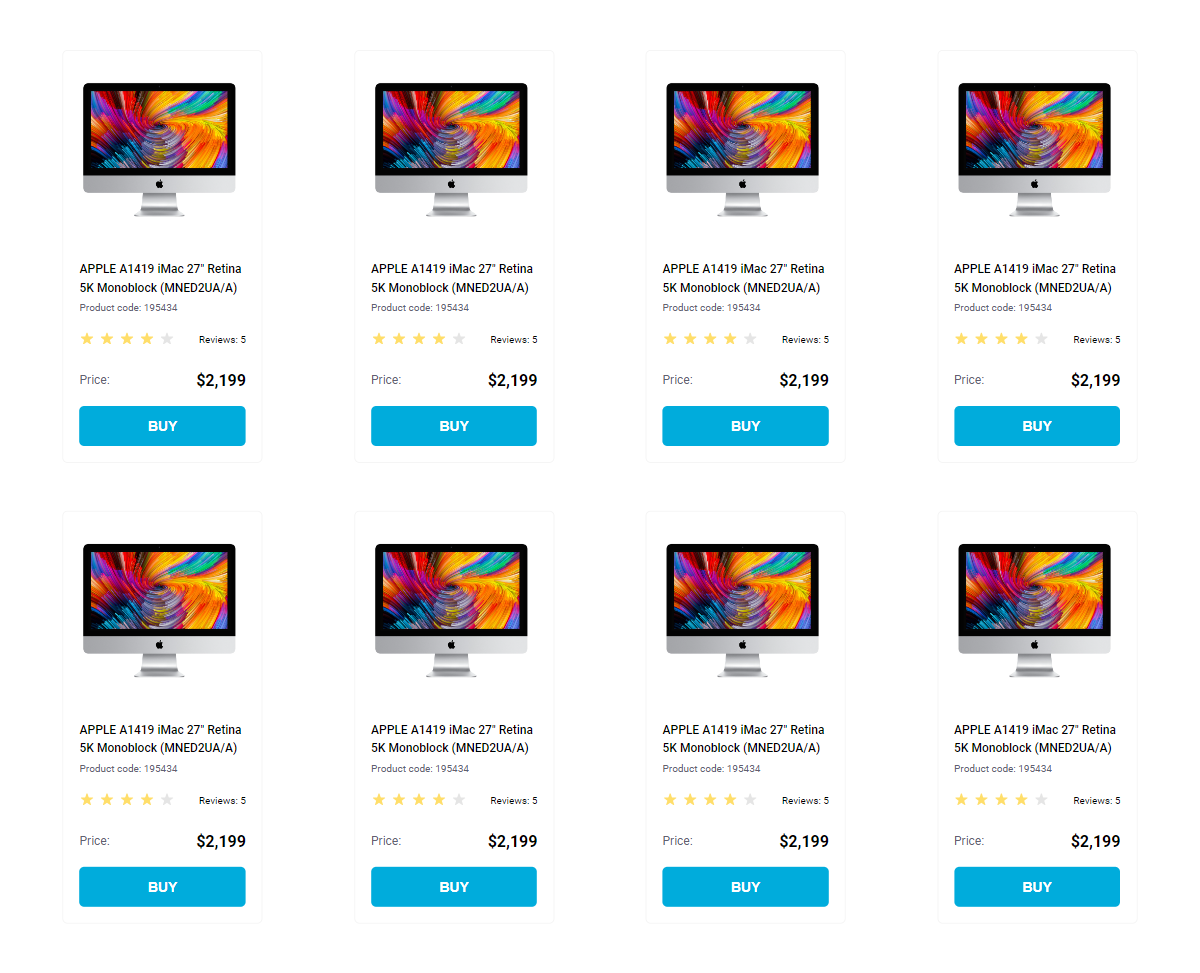 APPLE A1419 iMac 27" Retina
5K Monoblock (MNED2UA/A)
Product code: 195434
Reviews: 5
Price: $2,199
BUY
APPLE A1419 iMac 27" Retina
5K Monoblock (MNED2UA/A)
Product code: 195434
Reviews: 5
Price: $2,199
BUY
APPLE A1419 iMac 27" Retina
5K Monoblock (MNED2UA/A)
Product code: 195434
Reviews: 5
Price: $2,199
BUY
APPLE A1419 iMac 27" Retina
5K Monoblock (MNED2UA/A)
Product code: 195434
Reviews: 5
Price: $2,199
BUY
APPLE A1419 iMac 27" Retina
5K Monoblock (MNED2UA/A)
Product code: 195434
Reviews: 5
Price: $2,199
BUY
APPLE A1419 iMac 27" Retina
5K Monoblock (MNED2UA/A)
Product code: 195434
Reviews: 5
Price: $2,199
BUY
APPLE A1419 iMac 27" Retina
5K Monoblock (MNED2UA/A)
Product code: 195434
Reviews: 5
Price: $2,199
BUY
APPLE A1419 iMac 27" Retina
5K Monoblock (MNED2UA/A)
Product code: 195434
Reviews: 5
Price: $2,199
BUY